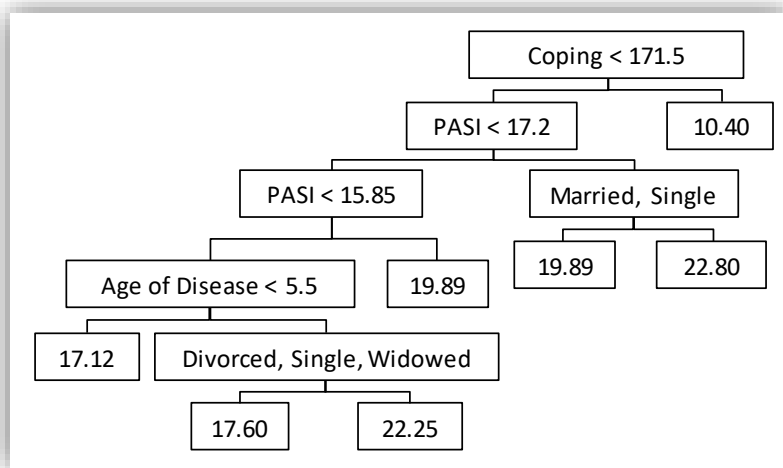 Coping < 171.5
PASI < 17.2
10.40
PASI < 15.85
Married, Single
19.89
22.80
Age of Disease < 5.5
19.89
17.12
Divorced, Single, Widowed
17.60
22.25